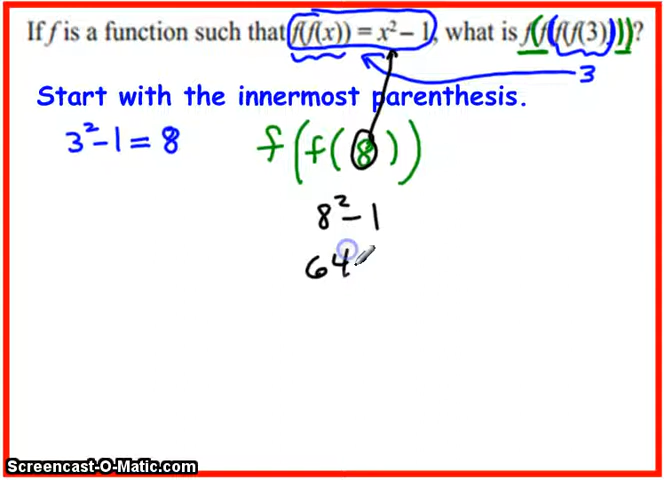 If f is a function such that f(f(x)) = x² – 1, what is f(f(f(f(3))))?
3
Start with the innermost parenthesis.
3² – 1 = 8
f(f(8))
8² – 1
64
Screencast-O-Matic.com